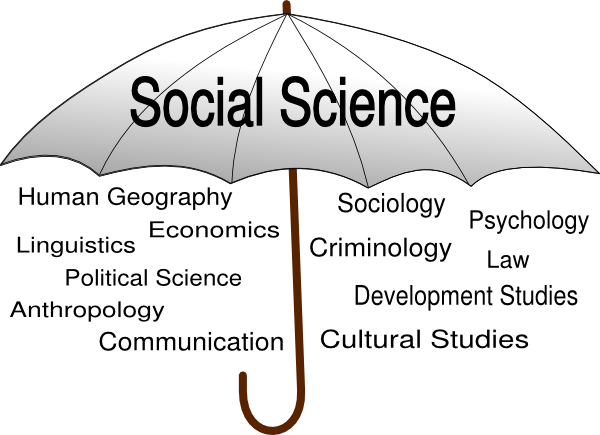 Social Science
Human Geography
Economics
Linguistics
Political Science
Anthropology
Communication
Sociology
Psychology
Criminology
Law
Development Studies
Cultural Studies